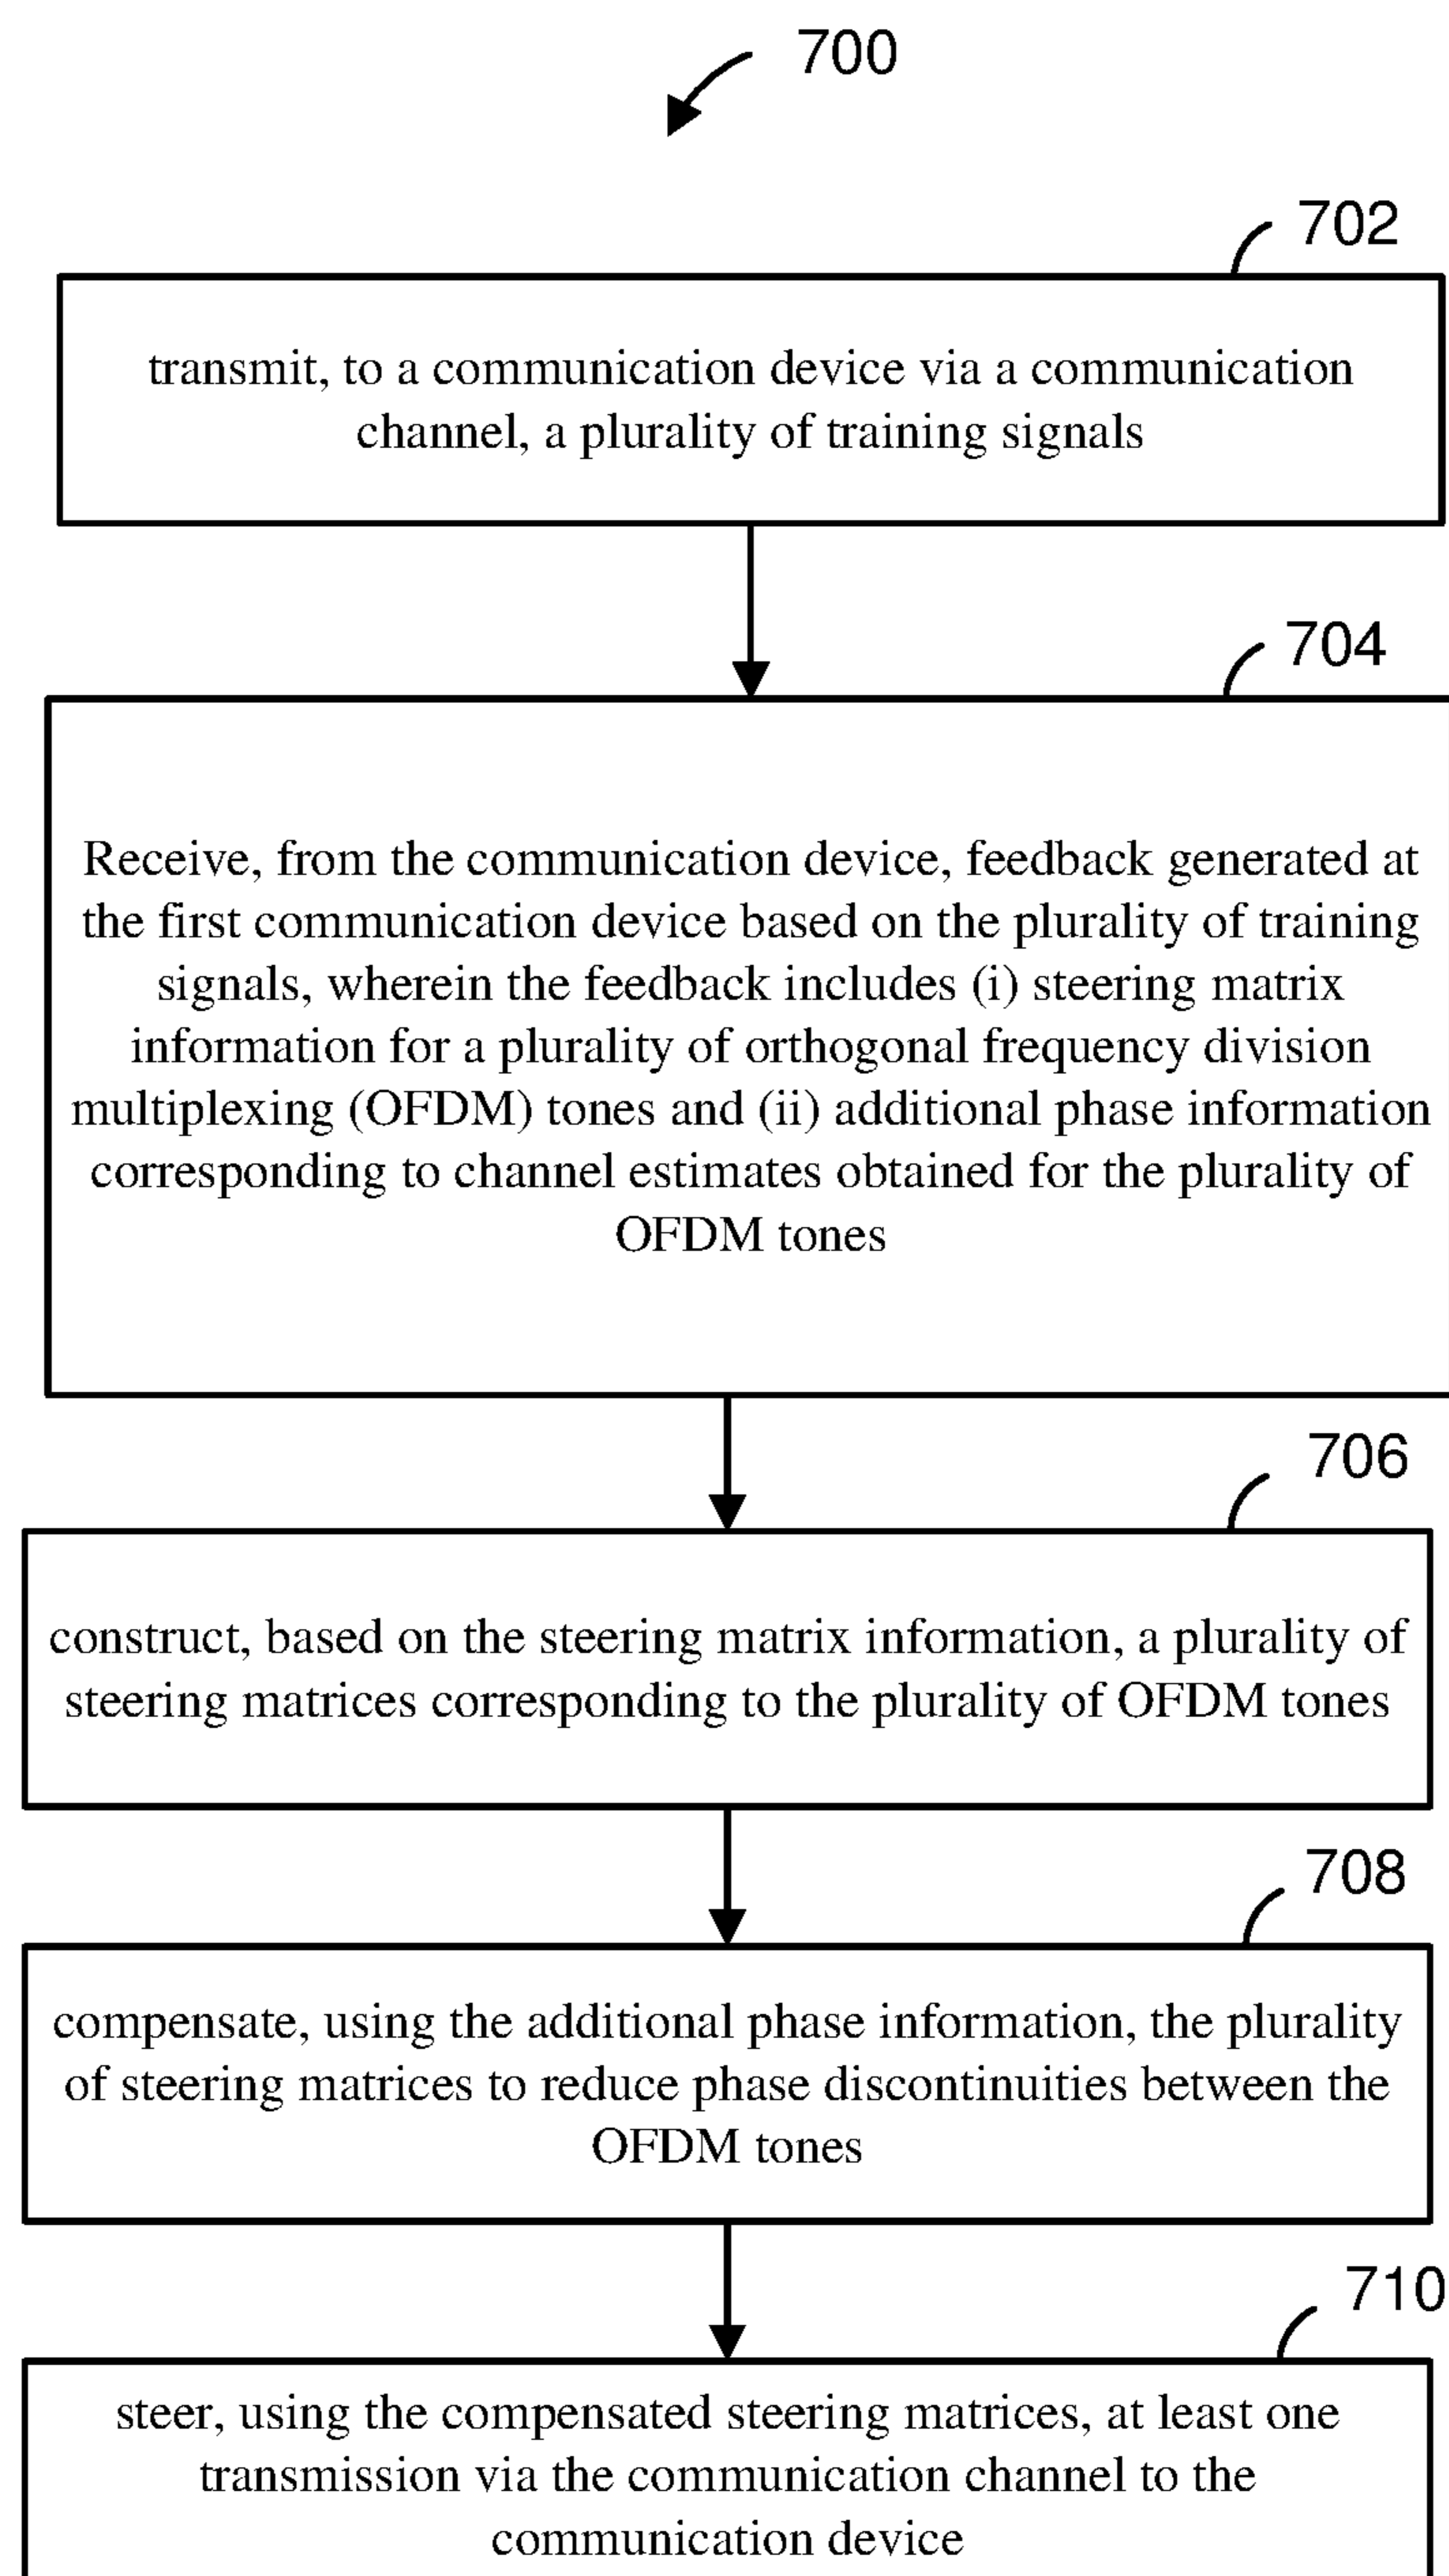 700
702
transmit, to a communication device via a communication
channel, a plurality of training signals
704
Receive, from the communication device, feedback generated at
the first communication device based on the plurality of training
signals, wherein the feedback includes (i) steering matrix
information for a plurality of orthogonal frequency division
multiplexing (OFDM) tones and (ii) additional phase information
corresponding to channel estimates obtained for the plurality of
OFDM tones
706
construct, based on the steering matrix information, a plurality of
steering matrices corresponding to the plurality of OFDM tones
708
compensate, using the additional phase information, the plurality
of steering matrices to reduce phase discontinuities between the
OFDM tones
710
steer, using the compensated steering matrices, at least one
transmission via the communication channel to the
communication device